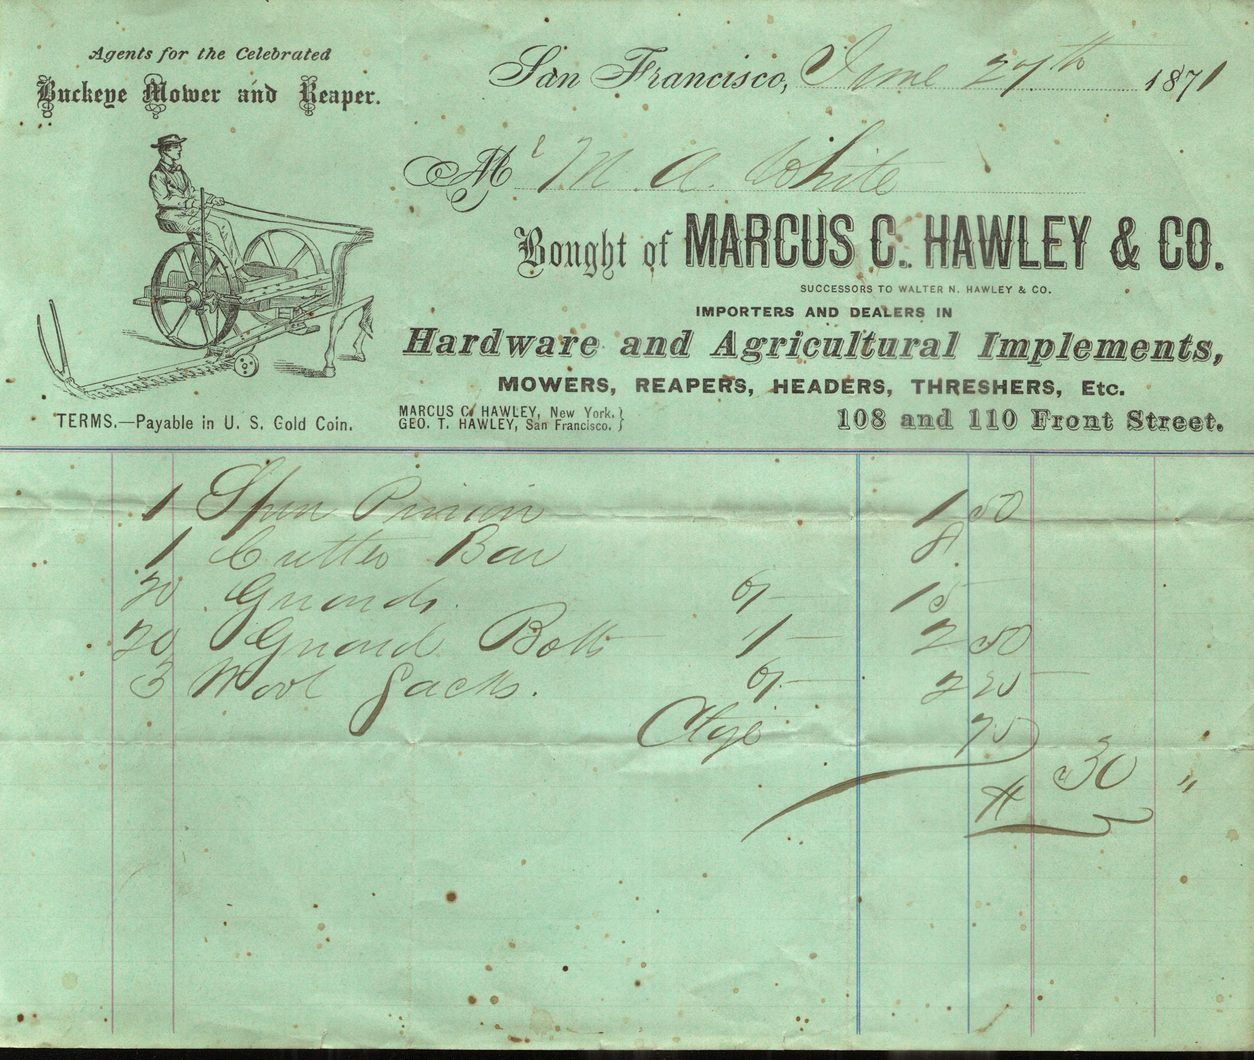 Agents for the Celebrated
Buckeye Mower and Reaper.
San Francisco, June 27th 1871
Mr M. A. White
Bought of MARCUS C. HAWLEY & CO.
SUCCESSORS TO WALTER N. HAWLEY & CO.
IMPORTERS AND DEALERS IN
Hardware and Agricultural Implements,
MOWERS, REAPERS, HEADERS, THRESHERS, Etc.
TERMS.—Payable in U. S. Gold Coin.
MARCUS C. HAWLEY, New York. }
GEO. T. HAWLEY, San Francisco. }
108 and 110 Front Street.
1 Spur Pinion 1 50
1 Cutter Bar 8
20 Guards 15
20 Guard Bolts 1 — 2 50
3 Wool Sacks. 2
Ctge 75
30 "